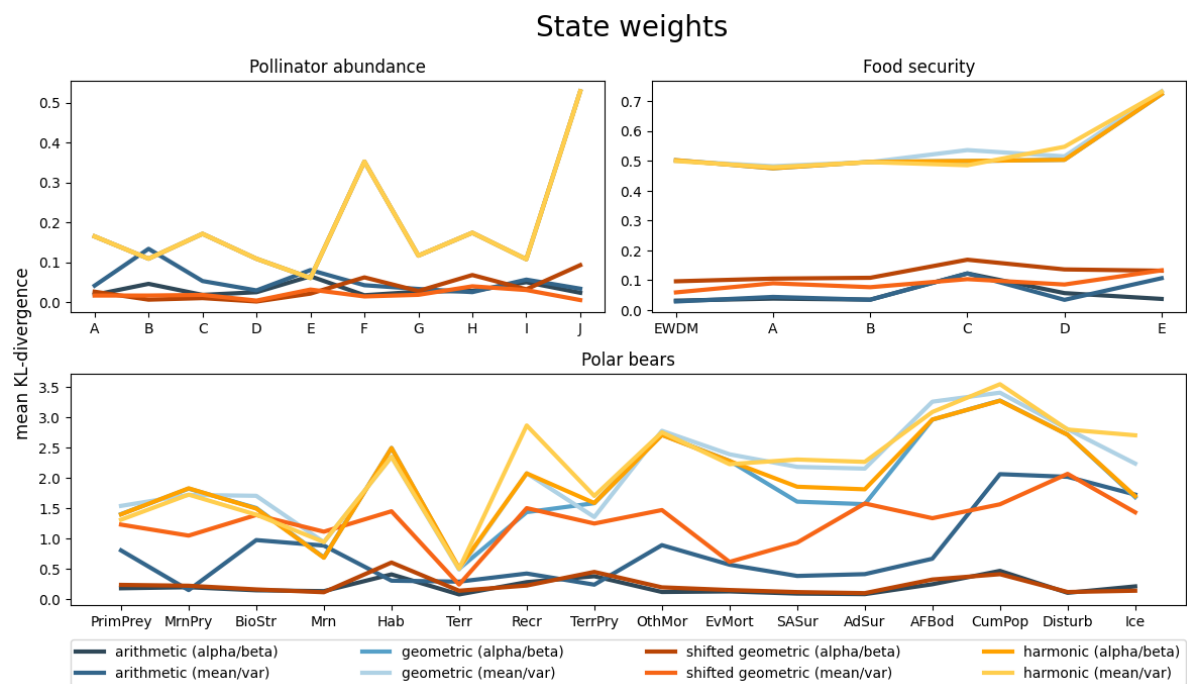 State weights
Pollinator abundance
Food security
0.5
0.4
0.3
0.2
0.1
0.0
A B C D E F G H I J
0.7
0.6
0.5
0.4
0.3
0.2
0.1
0.0
EWDM A B C D E
mean KL-divergence
Polar bears
3.5
3.0
2.5
2.0
1.5
1.0
0.5
0.0
PrimPrey MrnPry BioStr Mrn Hab Terr Recr TerrPry OthMor EvMort SASur AdSur AFBod CumPop Disturb Ice
arithmetic (alpha/beta) geometric (alpha/beta) shifted geometric (alpha/beta) harmonic (alpha/beta)
arithmetic (mean/var) geometric (mean/var) shifted geometric (mean/var) harmonic (mean/var)